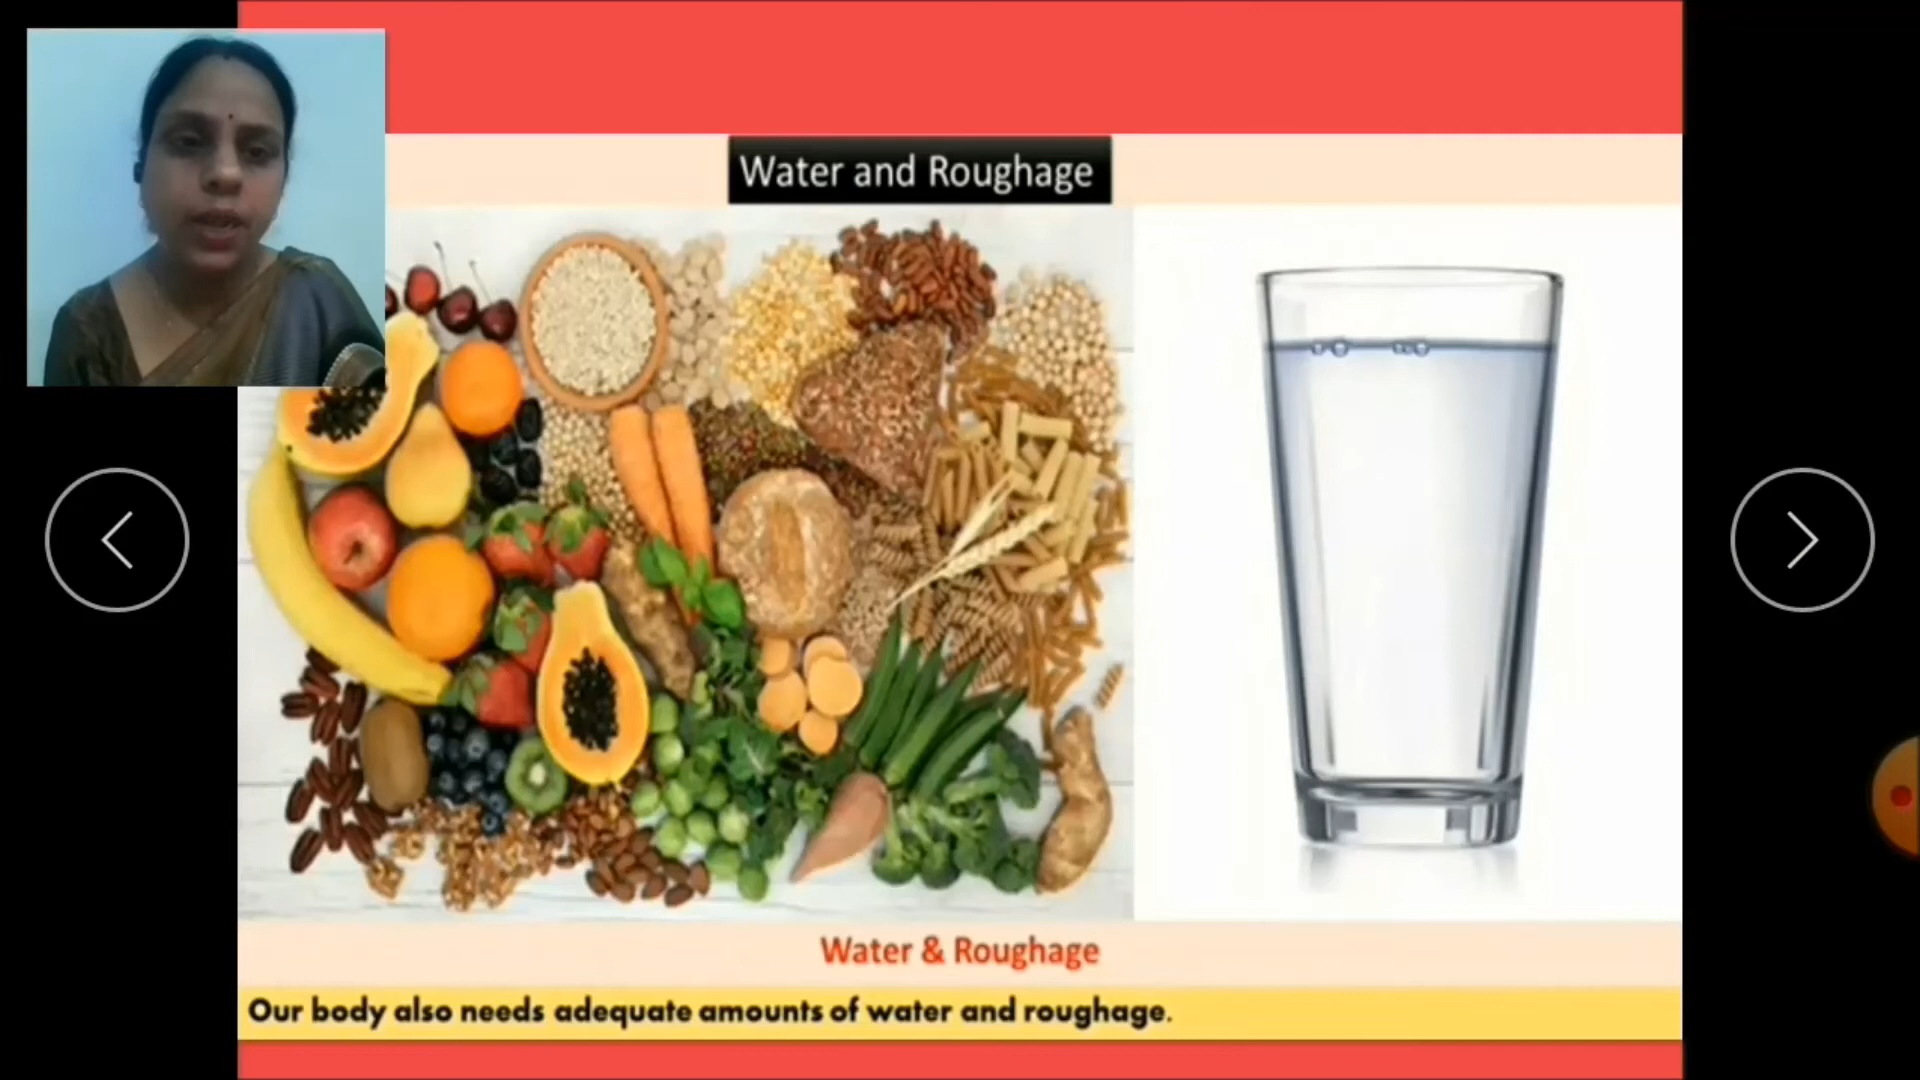 Water and Roughage
Water & Roughage
Our body also needs adequate amounts of water and roughage.